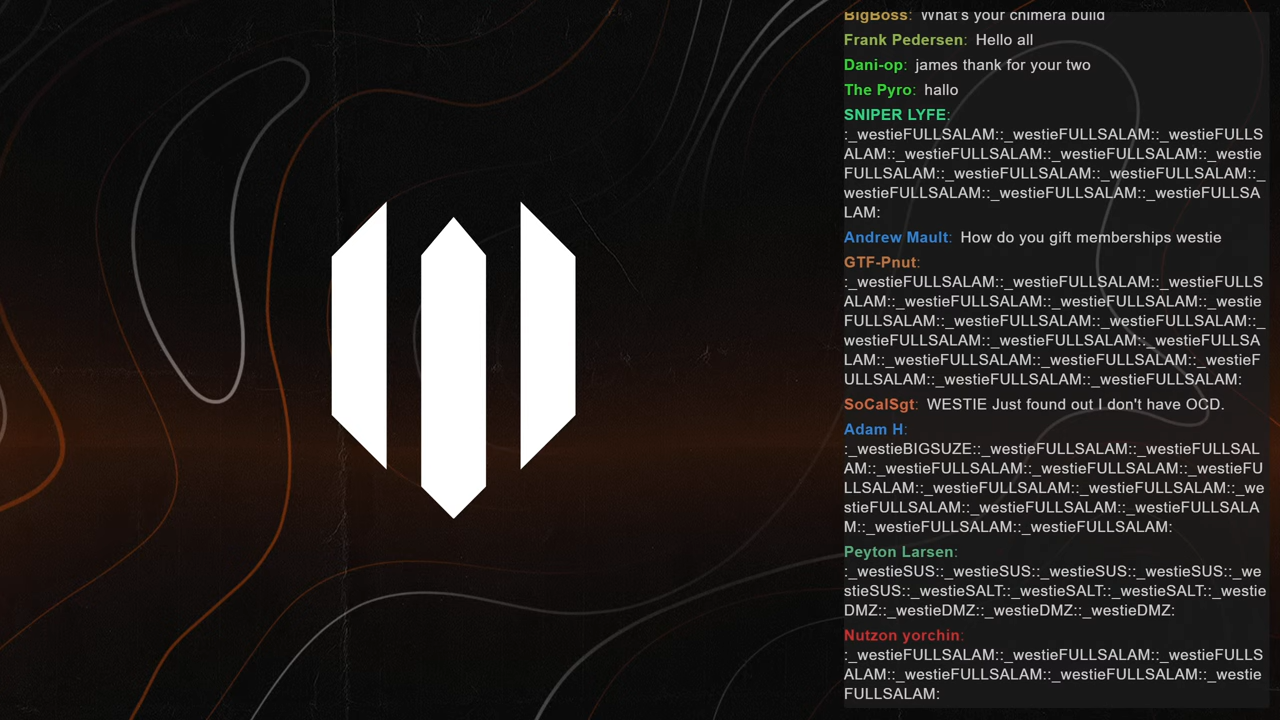 BigBoss: What's your chimera build
Frank Pedersen: Hello all
Dani-op: james thank for your two
The Pyro: hallo
SNIPER LYFE:
:_westieFULLSALAM::_westieFULLSALAM::_westieFULLS
ALAM::_westieFULLSALAM::_westieFULLSALAM::_westie
FULLSALAM::_westieFULLSALAM::_westieFULLSALAM::_
westieFULLSALAM::_westieFULLSALAM::_westieFULLSA
LAM:
Andrew Mault: How do you gift memberships westie
GTF-Pnut:
:_westieFULLSALAM::_westieFULLSALAM::_westieFULLS
ALAM::_westieFULLSALAM::_westieFULLSALAM::_westie
FULLSALAM::_westieFULLSALAM::_westieFULLSALAM::_
westieFULLSALAM::_westieFULLSALAM::_westieFULLSA
LAM::_westieFULLSALAM::_westieFULLSALAM::_westieF
ULLSALAM::_westieFULLSALAM::_westieFULLSALAM:
SoCalSgt: WESTIE Just found out I don't have OCD.
Adam H:
:_westieBIGSUZE::_westieFULLSALAM::_westieFULLSAL
AM::_westieFULLSALAM::_westieFULLSALAM::_westieFU
LLSALAM::_westieFULLSALAM::_westieFULLSALAM::_we
stieFULLSALAM::_westieFULLSALAM::_westieFULLSALA
M::_westieFULLSALAM::_westieFULLSALAM:
Peyton Larsen:
:_westieSUS::_westieSUS::_westieSUS::_westieSUS::_we
stieSUS::_westieSALT::_westieSALT::_westieSALT::_westie
DMZ::_westieDMZ::_westieDMZ::_westieDMZ:
Nutzon yorchin:
:_westieFULLSALAM::_westieFULLSALAM::_westieFULLS
ALAM::_westieFULLSALAM::_westieFULLSALAM::_westie
FULLSALAM: